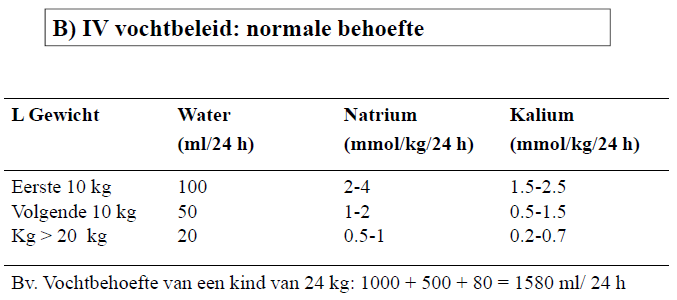 B) IV vochtbeleid: normale behoefte
L Gewicht Water Natrium Kalium
(ml/24 h) (mmol/kg/24 h) (mmol/kg/24 h)
Eerste 10 kg 100 2-4 1.5-2.5
Volgende 10 kg 50 1-2 0.5-1.5
Kg > 20 kg 20 0.5-1 0.2-0.7
Bv. Vochtbehoefte van een kind van 24 kg: 1000 + 500 + 80 = 1580 ml/ 24 h